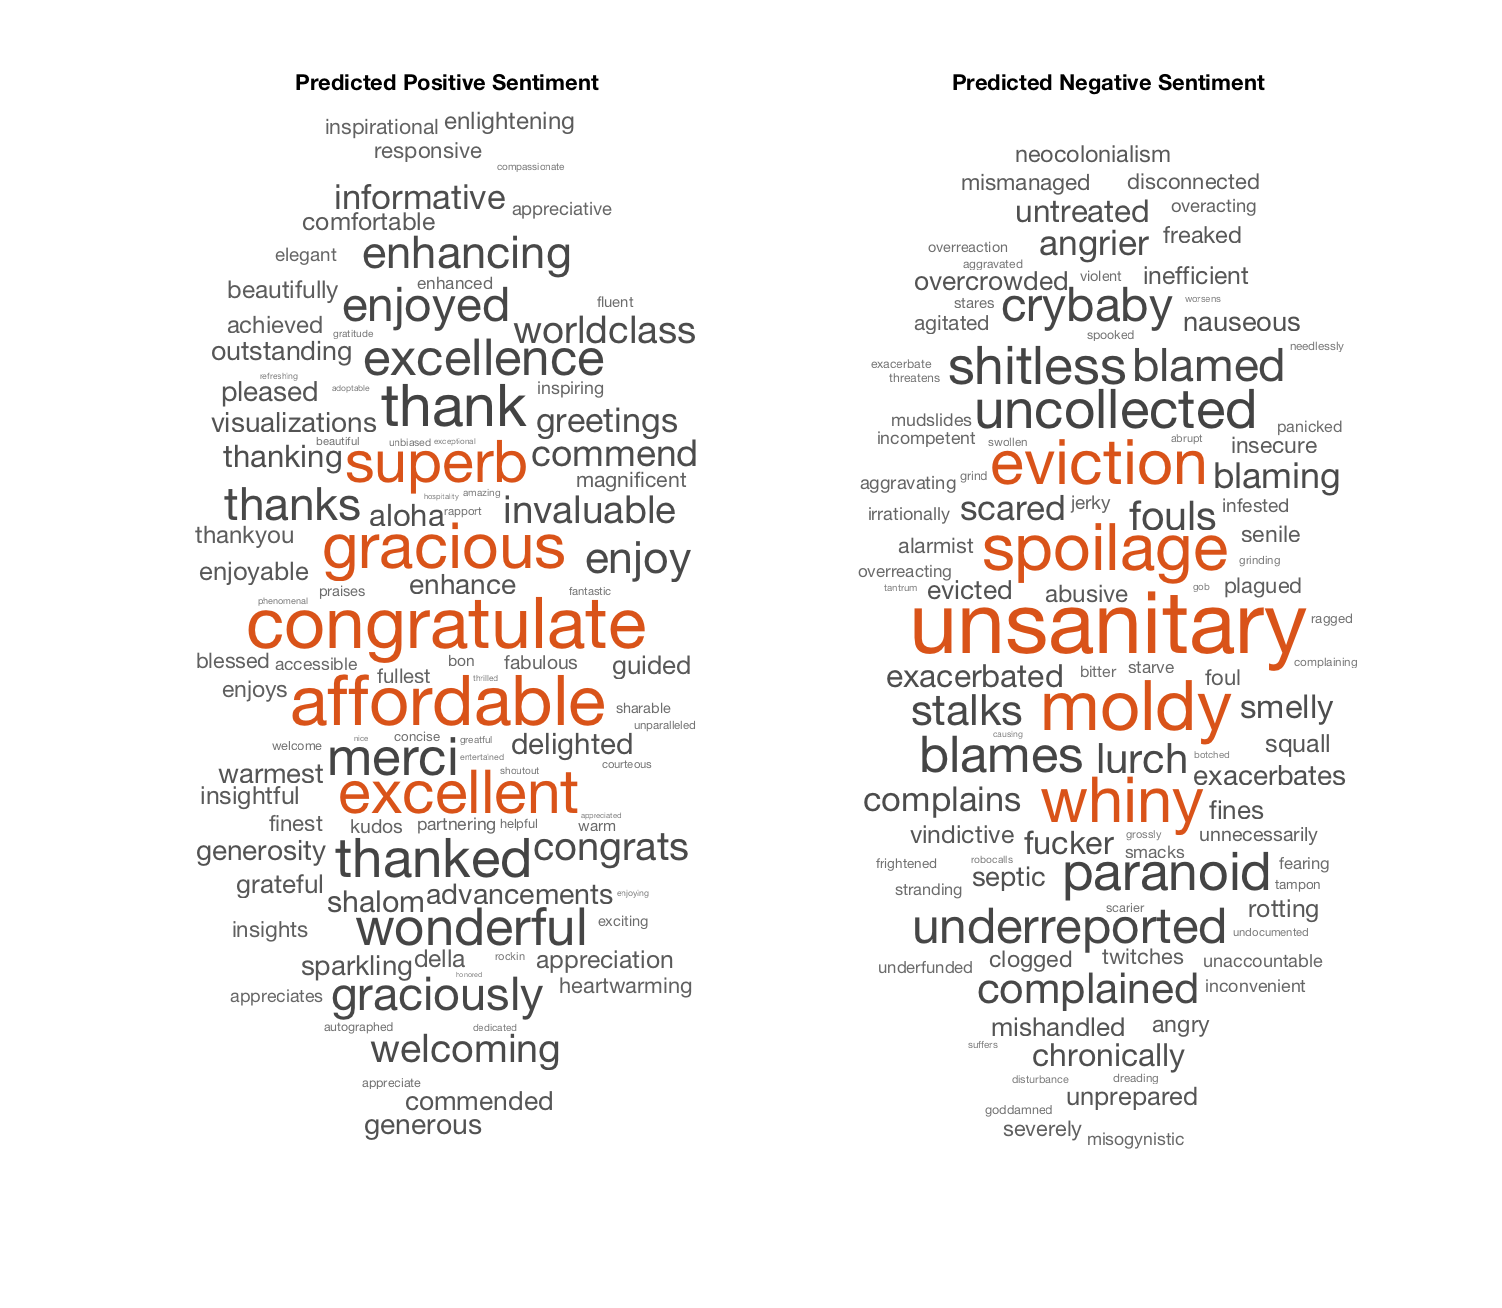 Predicted Positive Sentiment
inspirational enlightening
responsive
compassionate
informative
appreciative
comfortable
enhancing
elegant
enhanced
beautifully
enjoyed
fluent
achieved
gratitude
worldclass
outstanding
excellence
refreshing
pleased
adoptable
thank
inspiring
visualizations
greetings
beautiful
unbiased
exceptional
thanking
superb
commend
magnificent
hospitality
amazing
thanks
aloha
rapport
invaluable
thankyou
gracious
enjoy
enjoyable
enhance
praises
fantastic
phenomenal
congratulate
blessed
accessible
bon
fabulous
guided
fullest
thrilled
enjoys
affordable
sharable
unparalleled
nice
concise
greatful
delighted
welcome
merci
entertained
courteous
warmest
shoutout
insightful
excellent
appreciated
finest
kudos
partnering
helpful
warm
generosity
thanked
congrats
grateful
shalom
advancements
enjoying
insights
wonderful
exciting
sparkling
della
rockin
appreciation
honored
appreciates
graciously
heartwarming
autographed
dedicated
welcoming
appreciate
commended
generous
Predicted Negative Sentiment
neocolonialism
mismanaged
disconnected
untreated
overacting
angrier
freaked
overreaction
aggravated
overcrowded
violent
inefficient
stares
crybaby
worsens
agitated
nauseous
spooked
needlessly
exacerbate
threatens
shitless
blamed
mudslides
uncollected
panicked
incompetent
swollen
abrupt
insecure
aggravating
grind
eviction
blaming
irrationally
scared
jerky
fouls
infested
alarmist
spoilage
senile
grinding
overreacting
tantrum
evicted
abusive
gob
plagued
unsanitary
ragged
complaining
exacerbated
bitter
starve
foul
stalks
moldy
smelly
causing
blames
lurch
botched
squall
exacerbates
complains
whiny
fines
vindictive
fucker
grossly
unnecessarily
smacks
frightened
robocalls
septic
paranoid
fearing
stranding
tampon
scarier
rotting
underreported
undocumented
underfunded
clogged
twitches
unaccountable
complained
inconvenient
mishandled
angry
suffers
chronically
disturbance
dreading
unprepared
goddamned
severely
misogynistic